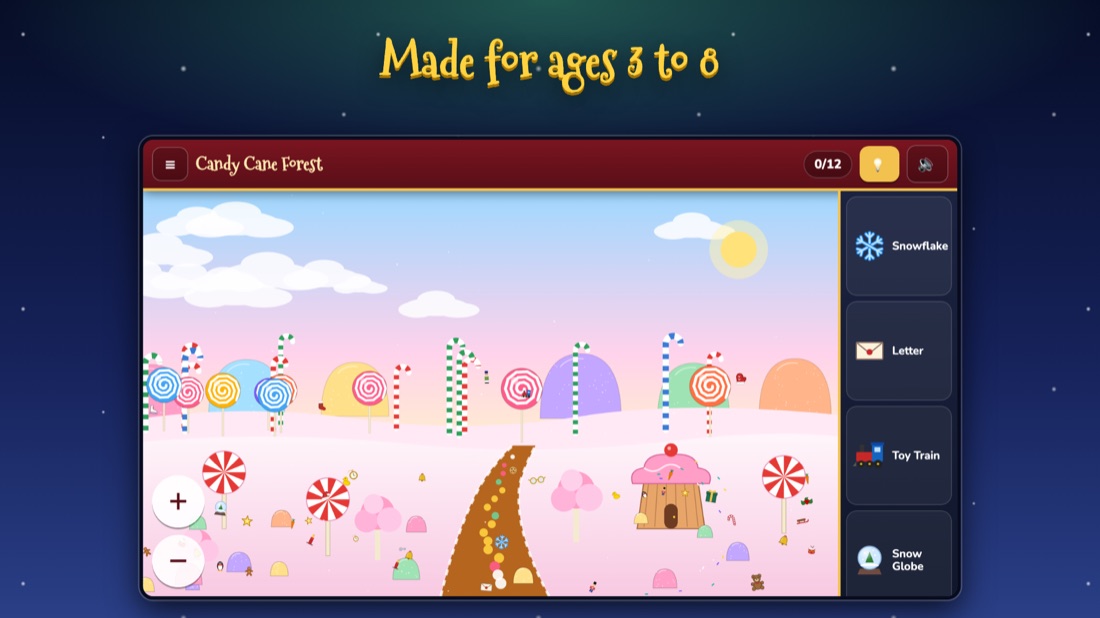 Made for ages 3 to 8
Candy Cane Forest
0/12
Snowflake
Letter
Toy Train
Snow
Globe